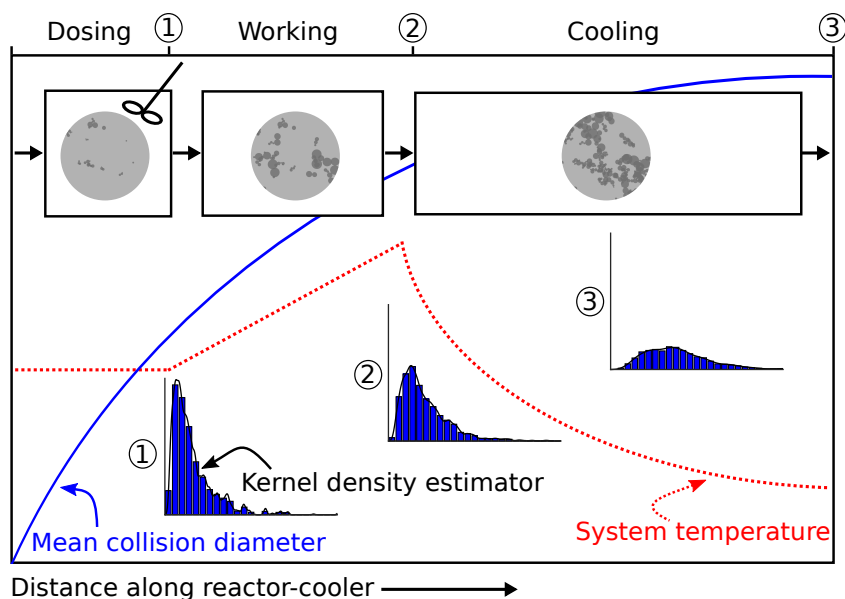 Dosing ① Working ② Cooling ③
③
②
①
Kernel density estimator
Mean collision diameter
System temperature
Distance along reactor-cooler